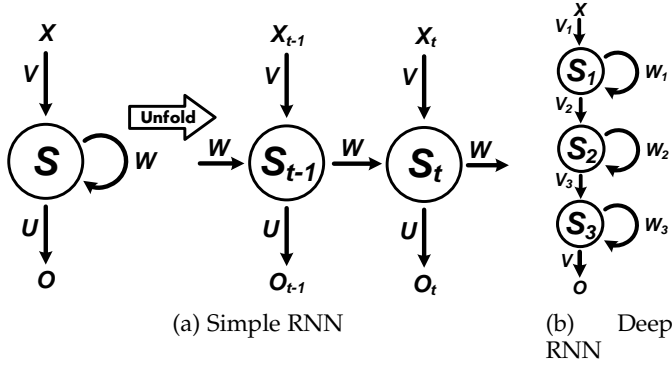 X X_{t-1} X_t X
V V V V_1
S_1 W_1
Unfold V_2
S W W S_{t-1} W S_t W S_2 W_2
V_3
U U U S_3 W_3
V
O O_{t-1} O_t O
(a) Simple RNN
(b) Deep
RNN